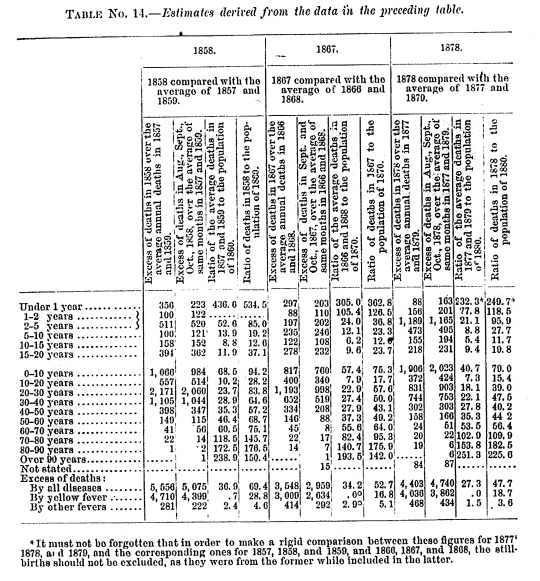 TABLE No. 14.—Estimates derived from the data in the preceding table.
1858. 1867. 1878.
1858 compared with the average of 1857 and 1859.
1867 compared with the average of 1866 and 1868.
1878 compared with the average of 1877 and 1879.
Excess of deaths in 1858 over the average annual deaths in 1857 and 1859.
Excess of deaths in Aug., Sept., Oct., 1858, over the average of same months in 1857 and 1859.
Ratio of the average deaths in 1857 and 1859 to the population of 1860.
Ratio of deaths in 1858 to the population of 1860.
Excess of deaths in 1867 over the average annual deaths in 1866 and 1868.
Excess of deaths in Sept. and Oct., 1867, over the average of same months in 1866 and 1868.
Ratio of the average deaths in 1866 and 1868 to the population of 1870.
Ratio of deaths in 1867 to the population of 1870.
Excess of deaths in 1878 over the average annual deaths in 1877 and 1879.
Excess of deaths in Aug., Sept., Oct., 1878, over the average of same months in 1877 and 1879.
Ratio of the average deaths in 1877 and 1879 to the population of 1880.
Ratio of deaths in 1878 to the population of 1880.
Under 1 year 356 223 436.6 534.5 297 203 305.0 362.8 88 163 232.3* 249.7*
1-2 years 100 122 88 110 105.4 126.5 156 201 77.8 118.5
2-5 years 511 520 52.6 85.0 197 202 24.0 36.8 1,189 1,165 21.1 95.9
5-10 years 100 121 13.9 19.2 235 246 12.1 23.3 473 495 8.8 27.7
10-15 years 158 152 8.8 12.6 122 108 6.2 12.6 155 194 5.4 11.7
15-20 years 394 362 11.9 37.1 278 232 9.6 23.7 218 231 9.4 19.8
0-10 years 1,066 984 68.5 94.2 817 760 57.4 75.3 1,906 2,023 40.7 79.0
10-20 years 557 514 10.2 28.2 400 340 7.9 17.7 372 424 7.3 15.4
20-30 years 2,171 2,060 23.7 83.8 1,193 998 22.9 57.6 831 903 18.1 39.0
30-40 years 1,105 1,044 28.9 64.6 652 519 27.4 50.0 744 753 22.1 47.5
40-50 years 398 347 35.3 57.2 334 208 27.9 43.1 302 303 27.8 40.2
50-60 years 149 115 46.4 68.7 146 88 37.3 49.2 158 166 35.3 44.2
60-70 years 41 56 60.5 75.1 45 8 55.6 64.0 24 51 53.5 56.4
70-80 years 22 14 118.5 145.7 22 17 82.4 95.3 20 22 102.9 109.9
80-90 years 1 2 172.5 176.5 14 7 140.7 175.9 19 6 153.8 182.5
Over 90 years 1 238.9 150.4 1 193.5 142.0 6 251.3 225.6
Not stated 15 84 87
Excess of deaths:
By all diseases 5,556 5,075 36.9 69.4 3,548 2,959 34.2 52.7 4,403 4,740 27.3 47.7
By yellow fever 4,710 4,399 .7 28.8 3,009 2,634 .0 16.8 4,036 3,862 .0 18.7
By other fevers 281 222 2.4 4.6 414 292 2.9 5.1 468 434 1.5 3.6
*It must not be forgotten that in order to make a rigid comparison between these figures for 1877
1878, and 1879, and the corresponding ones for 1857, 1858, and 1859, and 1866, 1867, and 1868, the still-
births should not be excluded, as they were from the former while included in the latter.